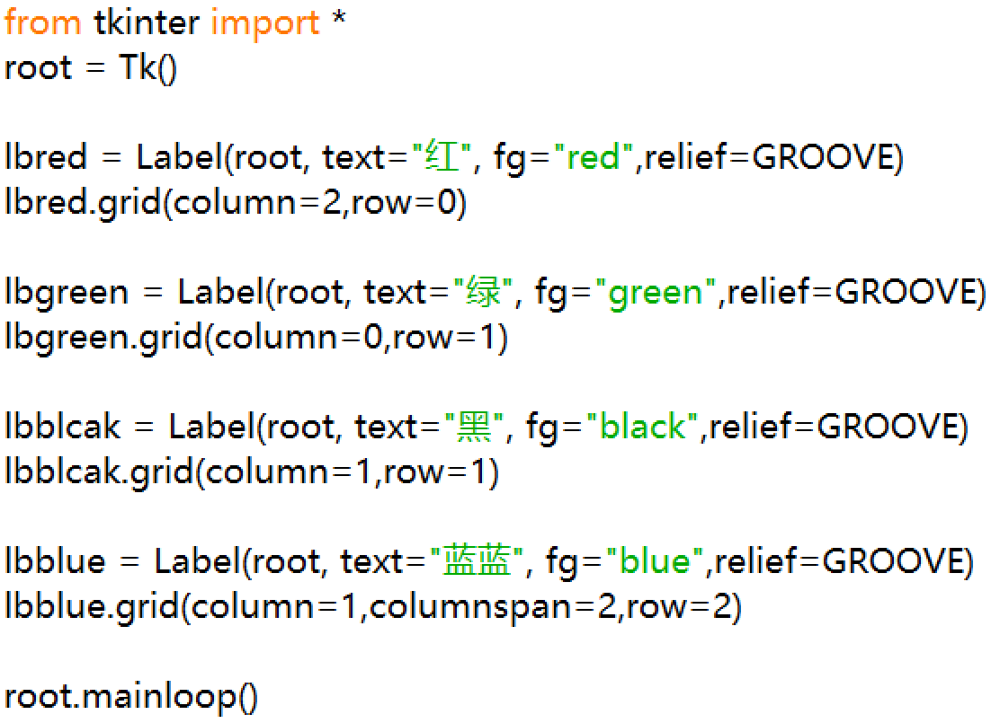 from tkinter import *
root = Tk()
lbred = Label(root, text="红", fg="red",relief=GROOVE)
lbred.grid(column=2,row=0)
lbgreen = Label(root, text="绿", fg="green",relief=GROOVE)
lbgreen.grid(column=0,row=1)
lbblcak = Label(root, text="黑", fg="black",relief=GROOVE)
lbblcak.grid(column=1,row=1)
lbblue = Label(root, text="蓝蓝", fg="blue",relief=GROOVE)
lbblue.grid(column=1,columnspan=2,row=2)
root.mainloop()